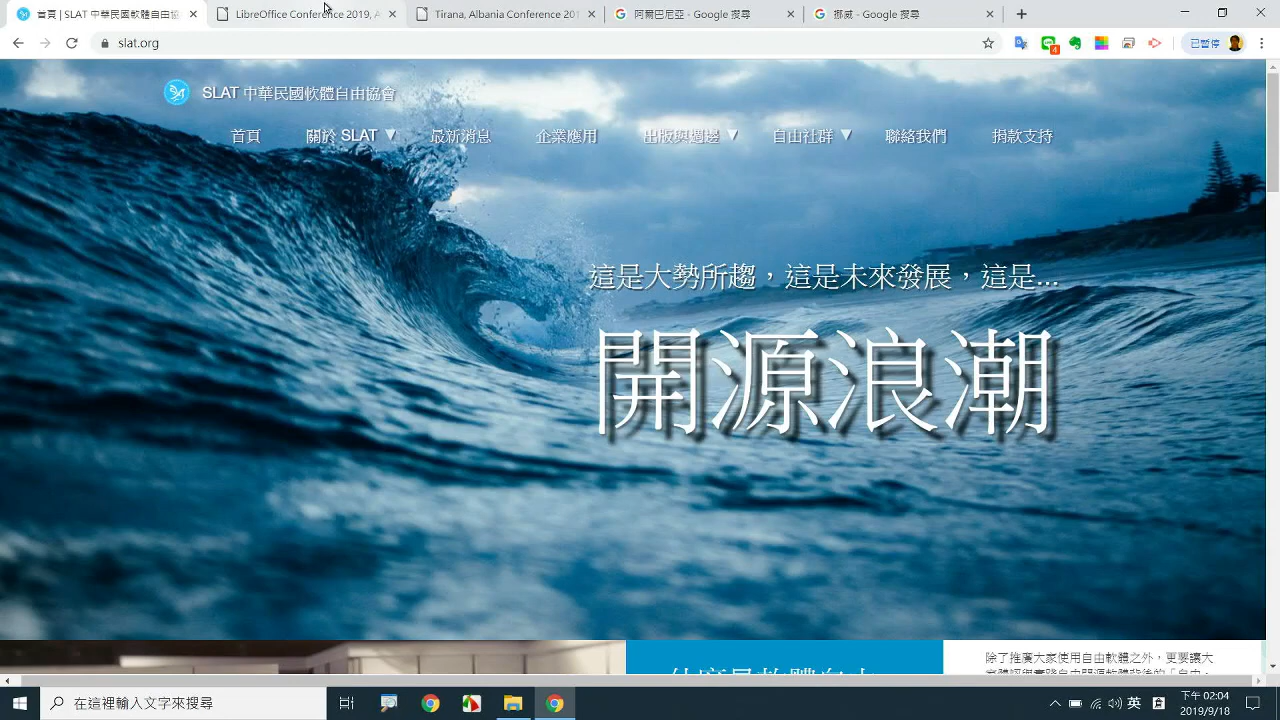 首頁 | SLAT 中華民國軟體自由協
LibreOffice Conference 2019, A
Tirana, Albania Conference 201
阿爾巴尼亞 - Google 搜尋
挪威 - Google 搜尋
slat.org
4
已暫停
SLAT 中華民國軟體自由協會
首頁
關於 SLAT ▼
最新消息
企業應用
出版與週邊 ▼
自由社群 ▼
聯絡我們
捐款支持
這是大勢所趨，這是未來發展，這是...
開源浪潮
除了推廣大家使用自由軟體之外，更要讓大
在這裡輸入文字來搜尋
英
下午 02:04
2019/9/18